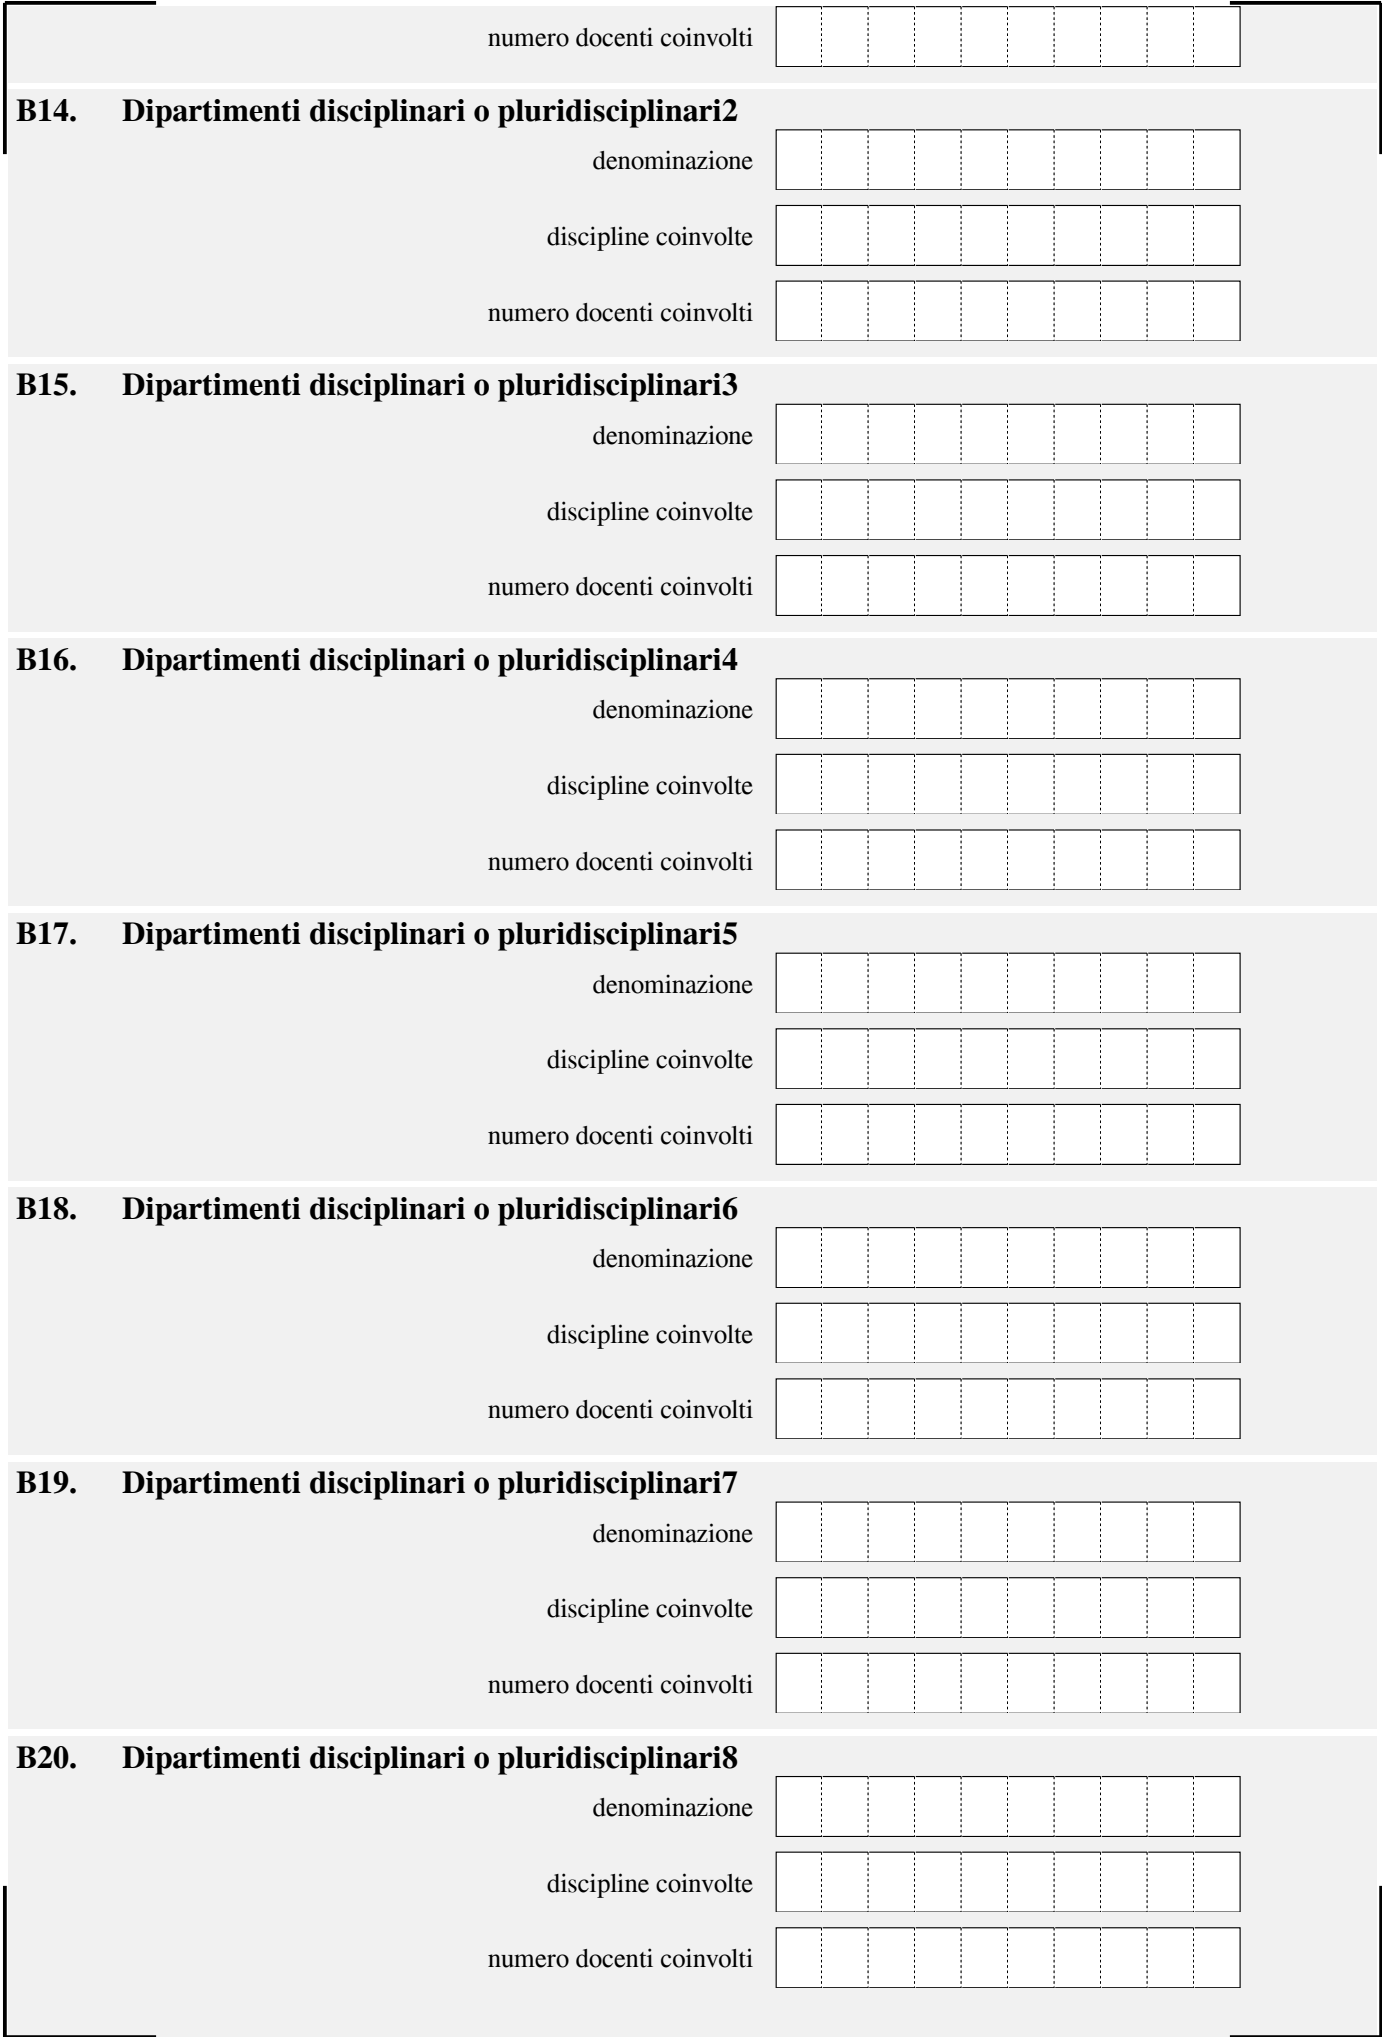 numero docenti coinvolti
B14. Dipartimenti disciplinari o pluridisciplinari2
denominazione
discipline coinvolte
numero docenti coinvolti
B15. Dipartimenti disciplinari o pluridisciplinari3
denominazione
discipline coinvolte
numero docenti coinvolti
B16. Dipartimenti disciplinari o pluridisciplinari4
denominazione
discipline coinvolte
numero docenti coinvolti
B17. Dipartimenti disciplinari o pluridisciplinari5
denominazione
discipline coinvolte
numero docenti coinvolti
B18. Dipartimenti disciplinari o pluridisciplinari6
denominazione
discipline coinvolte
numero docenti coinvolti
B19. Dipartimenti disciplinari o pluridisciplinari7
denominazione
discipline coinvolte
numero docenti coinvolti
B20. Dipartimenti disciplinari o pluridisciplinari8
denominazione
discipline coinvolte
numero docenti coinvolti